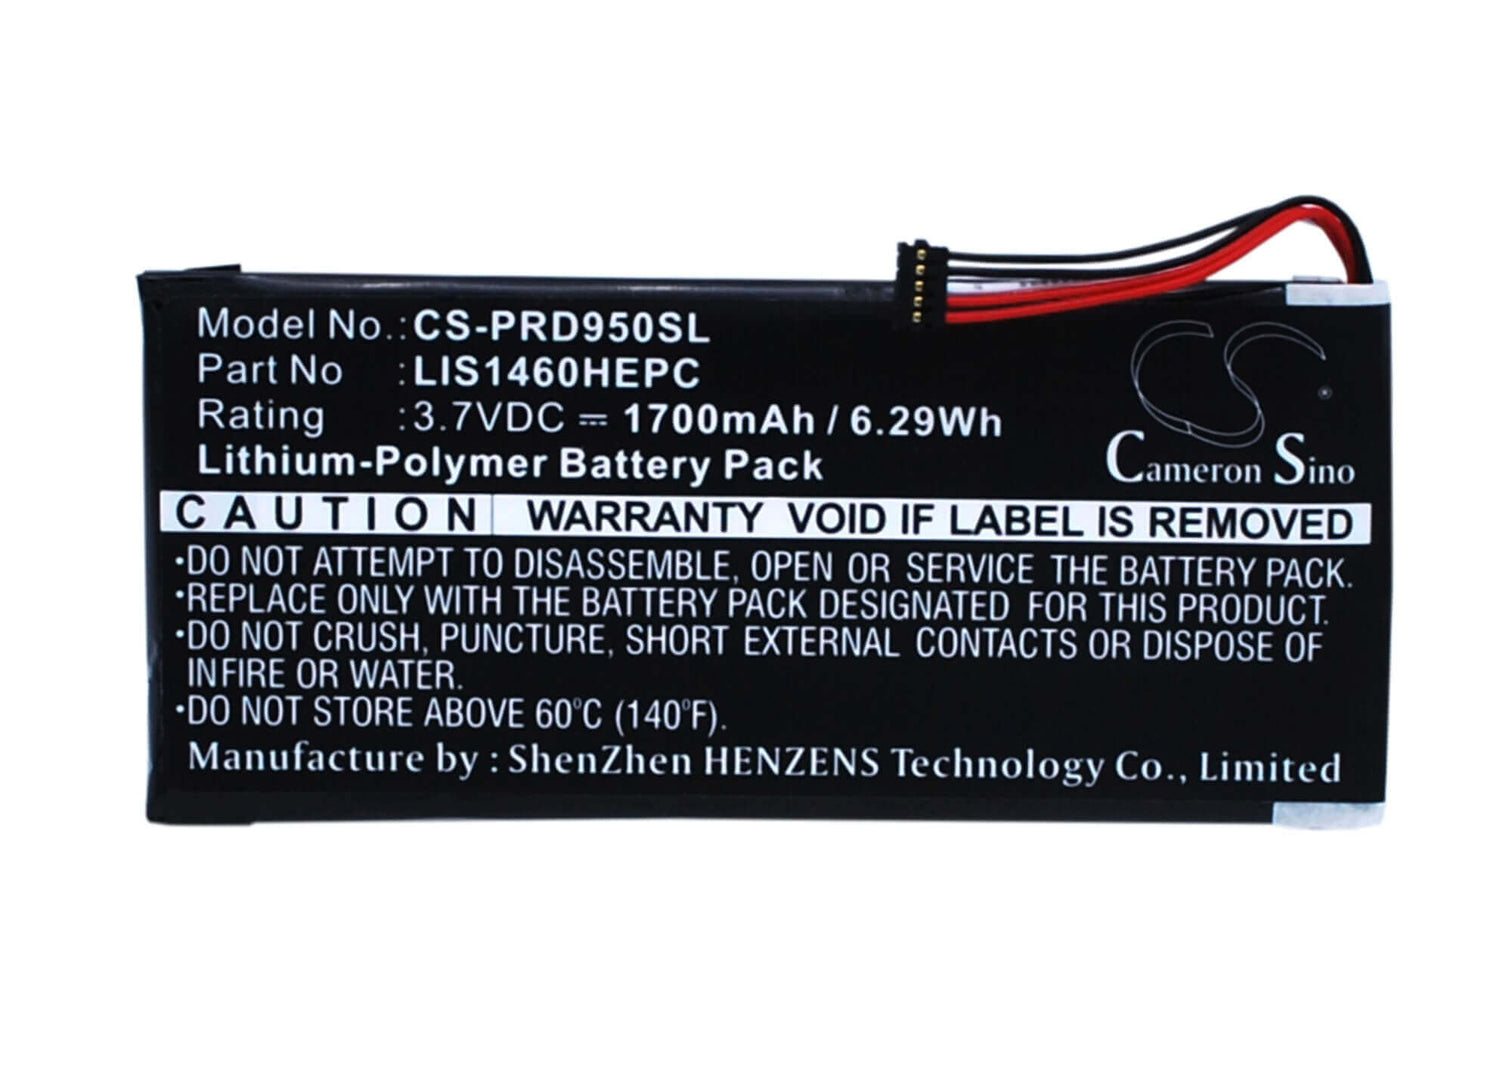 Model No.: CS-PRD950SL
Part No : LIS1460HEPC
Rating : 3.7VDC ⎓ 1700mAh / 6.29Wh
Lithium-Polymer Battery Pack
CS
Cameron Sino
CAUTION WARRANTY VOID IF LABEL IS REMOVED
·DO NOT ATTEMPT TO DISASSEMBLE, OPEN OR SERVICE THE BATTERY PACK.
·REPLACE ONLY WITH THE BATTERY PACK DESIGNATED FOR THIS PRODUCT.
·DO NOT CRUSH, PUNCTURE, SHORT EXTERNAL CONTACTS OR DISPOSE OF
INFIRE OR WATER.
·DO NOT STORE ABOVE 60°C (140°F).
Manufacture by : ShenZhen HENZENS Technology Co., Limited